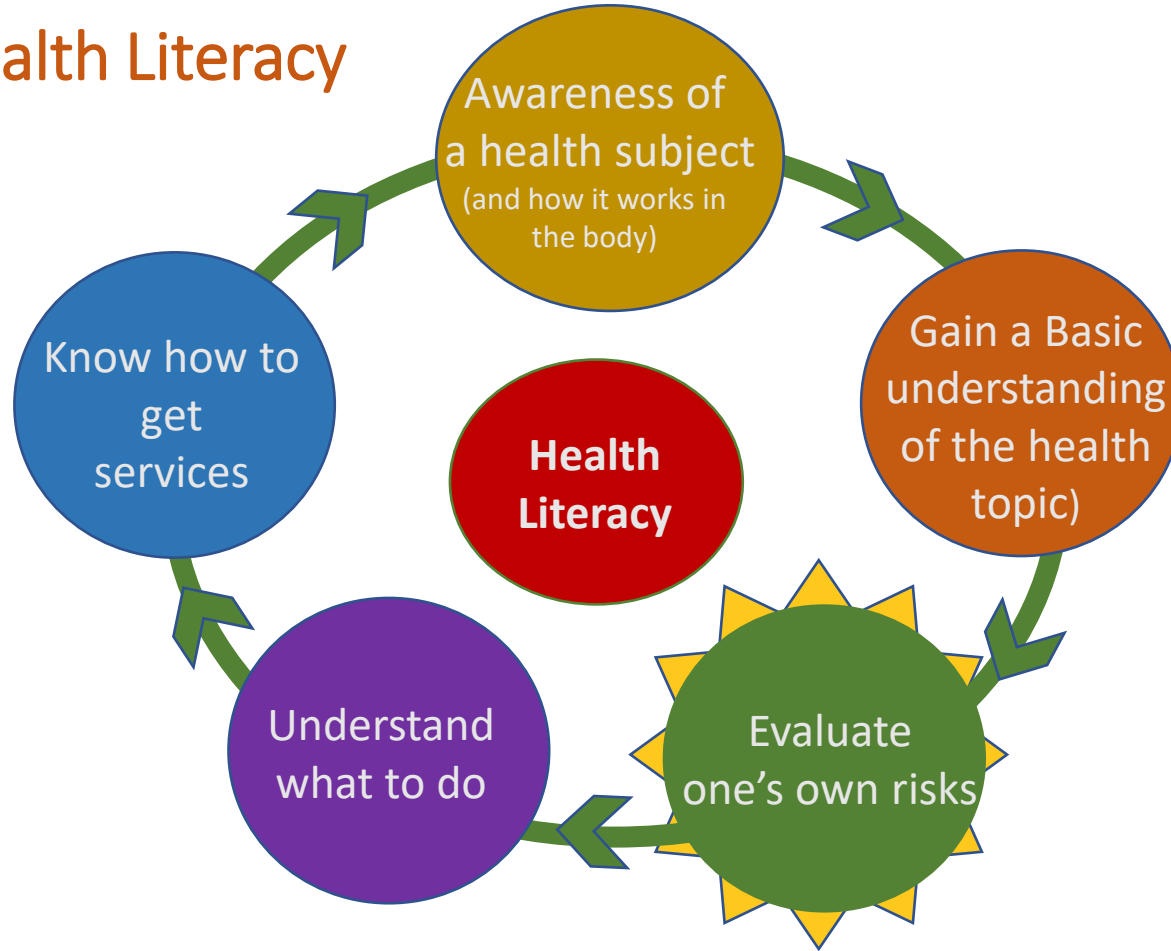 alth Literacy
Awareness of
a health subject
(and how it works in
the body)
Gain a Basic
understanding
of the health
topic)
Evaluate
one's own risks
Understand
what to do
Know how to
get
services
Health
Literacy